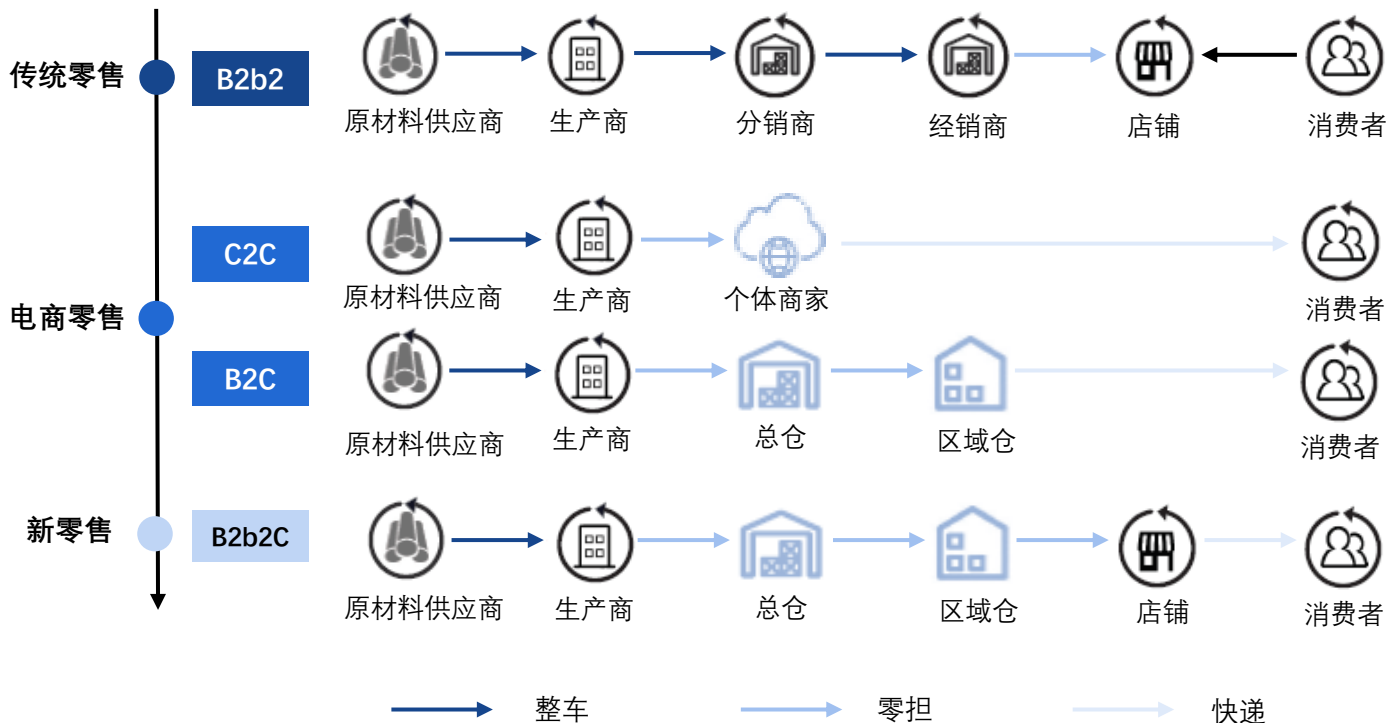 传统零售
B2b2
原材料供应商
生产商
分销商
经销商
店铺
消费者
电商零售
C2C
原材料供应商
生产商
个体商家
消费者
B2C
原材料供应商
生产商
总仓
区域仓
消费者
新零售
B2b2C
原材料供应商
生产商
总仓
区域仓
店铺
消费者
整车
零担
快递